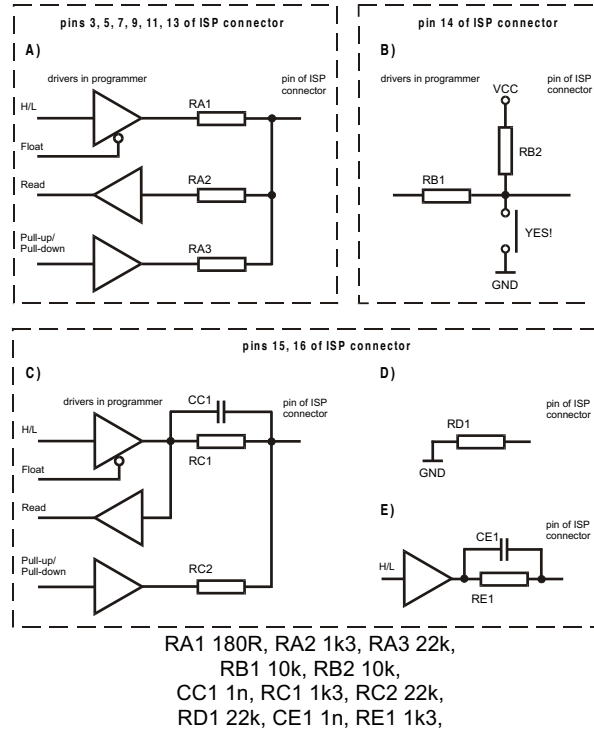 pins 3, 5, 7, 9, 11, 13 of ISP connector
A)
drivers in programmer
pin of ISP
connector
H/L
RA1
Float
Read
RA2
Pull-up/
Pull-down
RA3
pin 14 of ISP connector
B)
drivers in programmer
pin of ISP
connector
VCC
RB2
RB1
YES!
GND
pins 15, 16 of ISP connector
C)
drivers in programmer
CC1
pin of ISP
connector
H/L
RC1
Float
Read
Pull-up/
Pull-down
RC2
D)
pin of ISP
connector
RD1
GND
E)
pin of ISP
connector
CE1
H/L
RE1
RA1 180R, RA2 1k3, RA3 22k,
RB1 10k, RB2 10k,
CC1 1n, RC1 1k3, RC2 22k,
RD1 22k, CE1 1n, RE1 1k3,